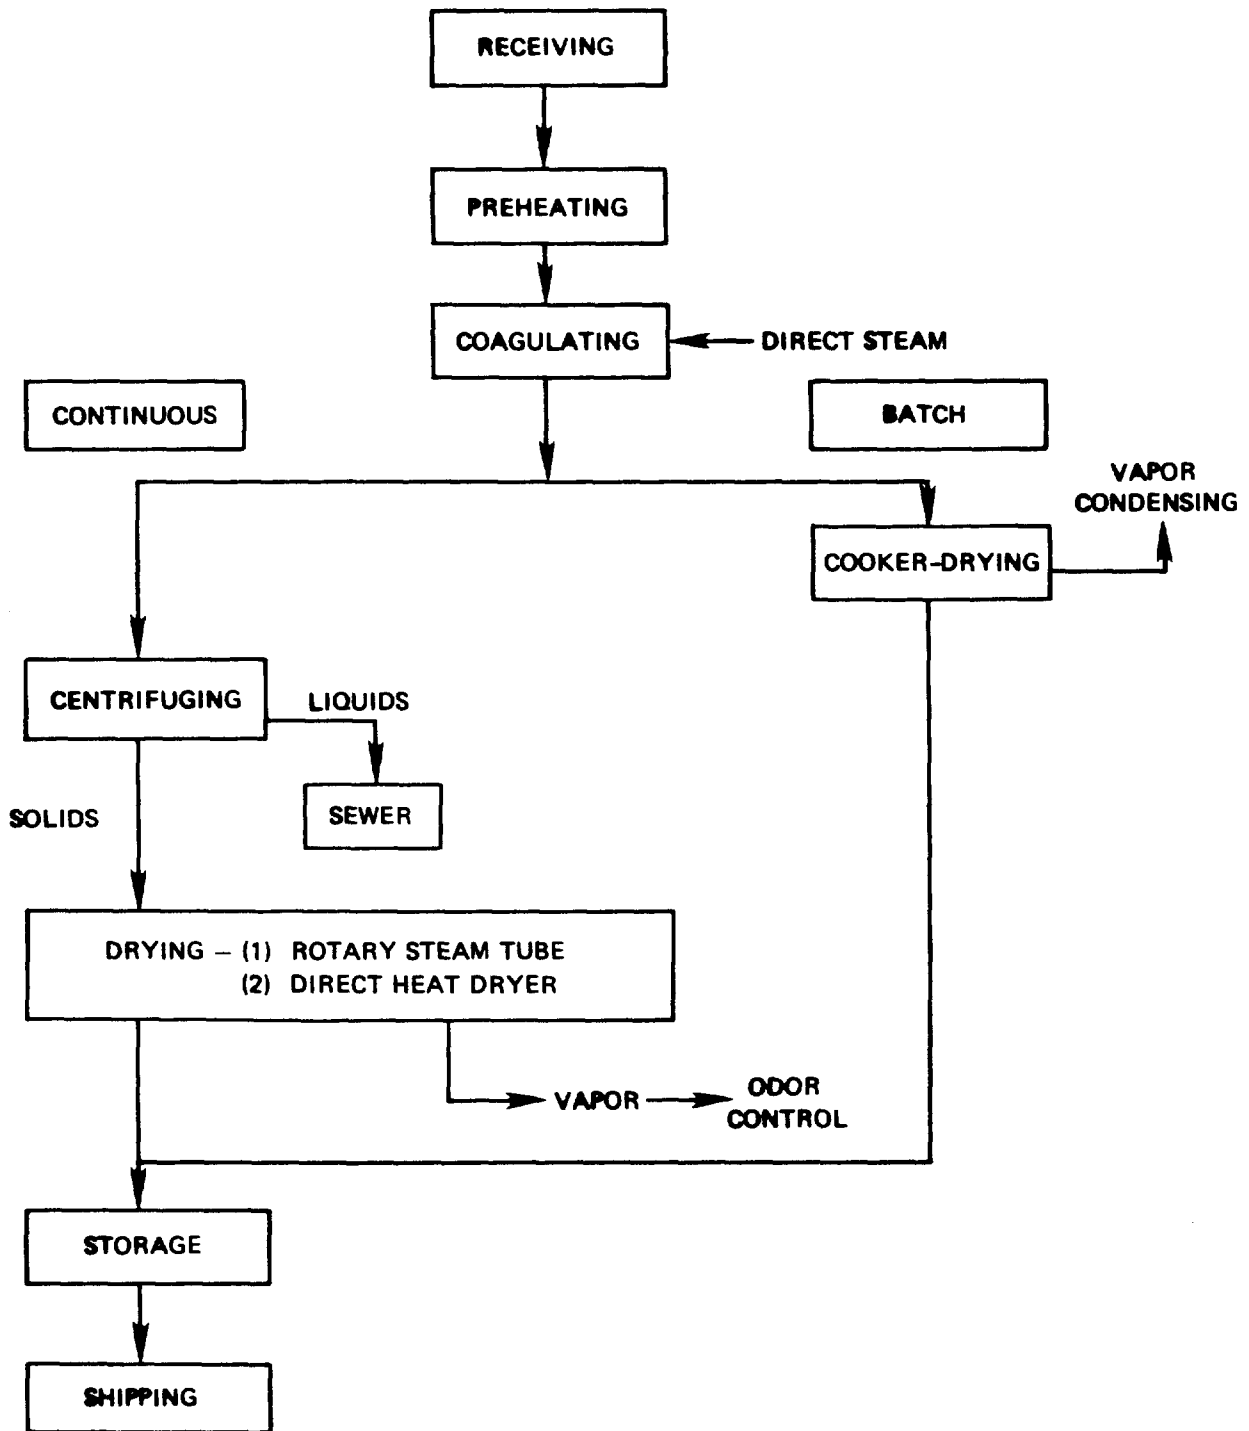 RECEIVING
PREHEATING
COAGULATING
DIRECT STEAM
CONTINUOUS
BATCH
VAPOR
CONDENSING
COOKER-DRYING
CENTRIFUGING
LIQUIDS
SEWER
SOLIDS
DRYING – (1) ROTARY STEAM TUBE
(2) DIRECT HEAT DRYER
VAPOR
ODOR
CONTROL
STORAGE
SHIPPING